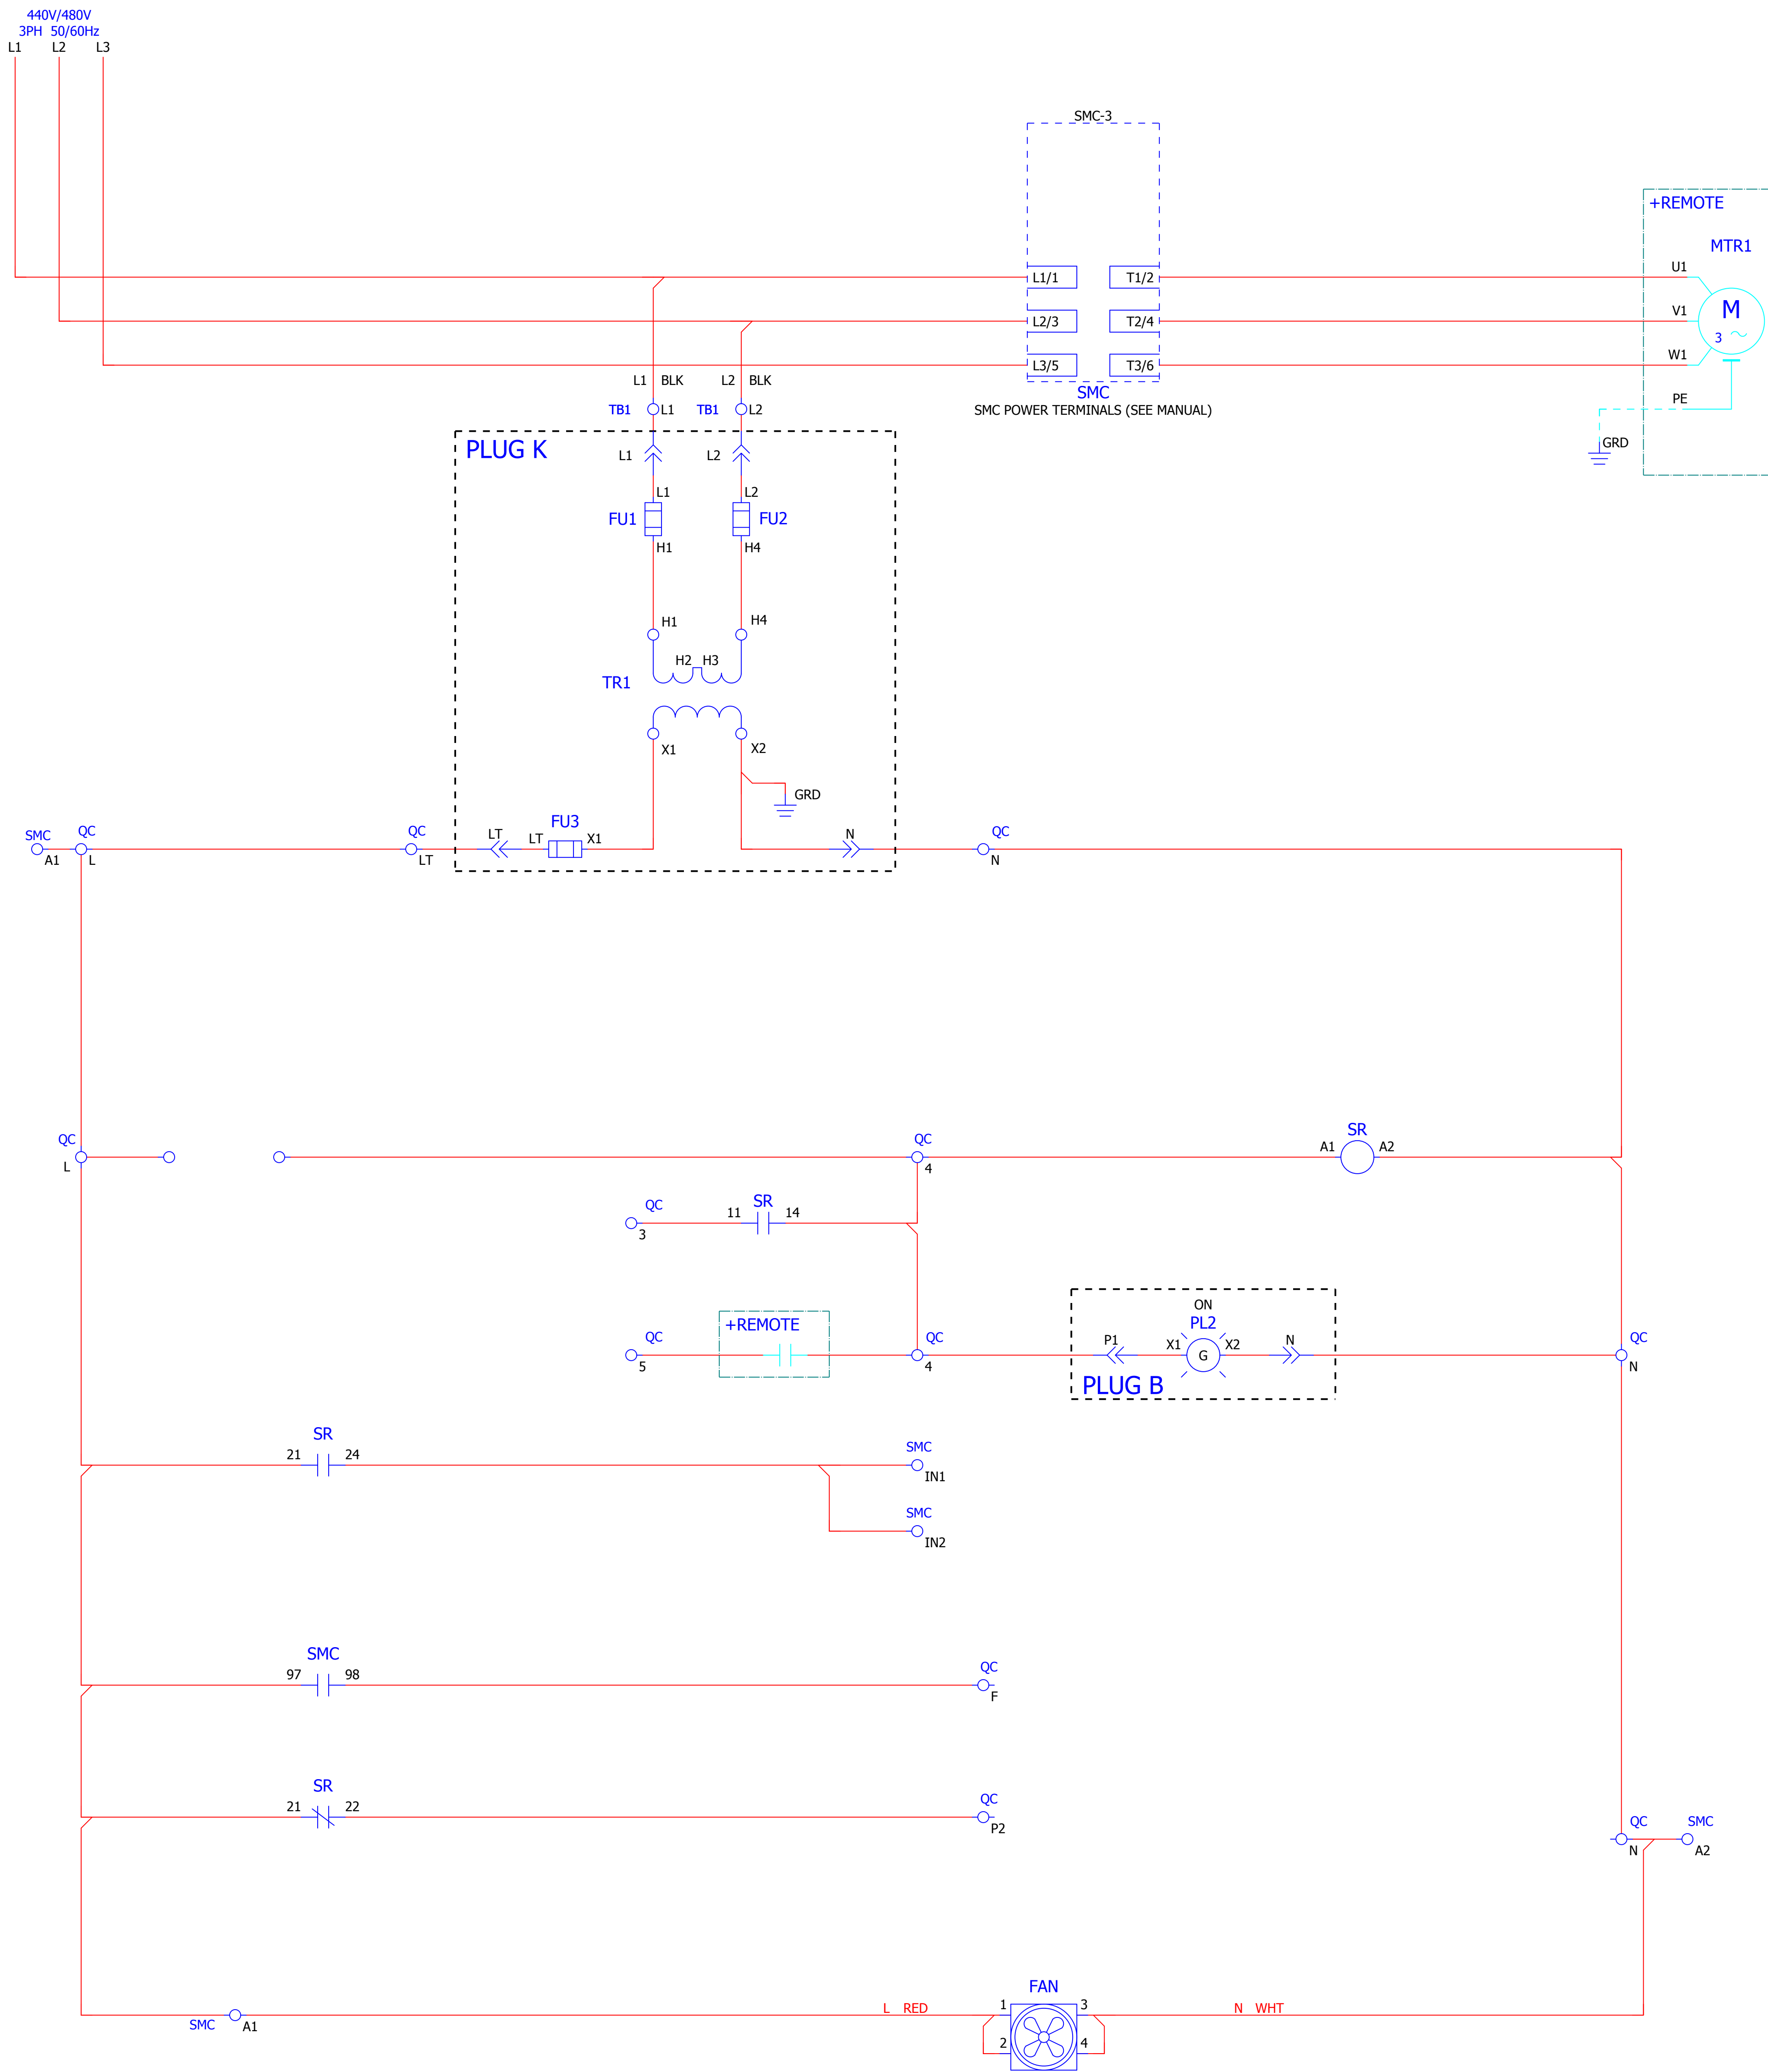 440V/480V
3PH 50/60Hz
L1 L2 L3
SMC-3
+REMOTE
MTR1
U1
L1/1 T1/2
M
3
V1
L2/3 T2/4
W1
L3/5 T3/6
L1 BLK L2 BLK
SMC
PE
TB1 L1 TB1 L2
SMC POWER TERMINALS (SEE MANUAL)
GRD
PLUG K
L1 L2
L1 L2
FU1 FU2
H1 H4
H1 H4
H2 H3
TR1
X1 X2
GRD
FU3
SMC QC QC LT LT X1 N QC
A1 L LT N
SR
QC QC A1 A2
L 4
QC 11 SR 14
3
ON
+REMOTE PL2
QC QC P1 X1 X2 N QC
G
5 4 N
PLUG B
SR
21 24 SMC
IN1
SMC
IN2
SMC
97 98 QC
F
SR
21 22 QC
P2
QC SMC
N A2
FAN
L RED 1 3 N WHT
SMC A1
2 4